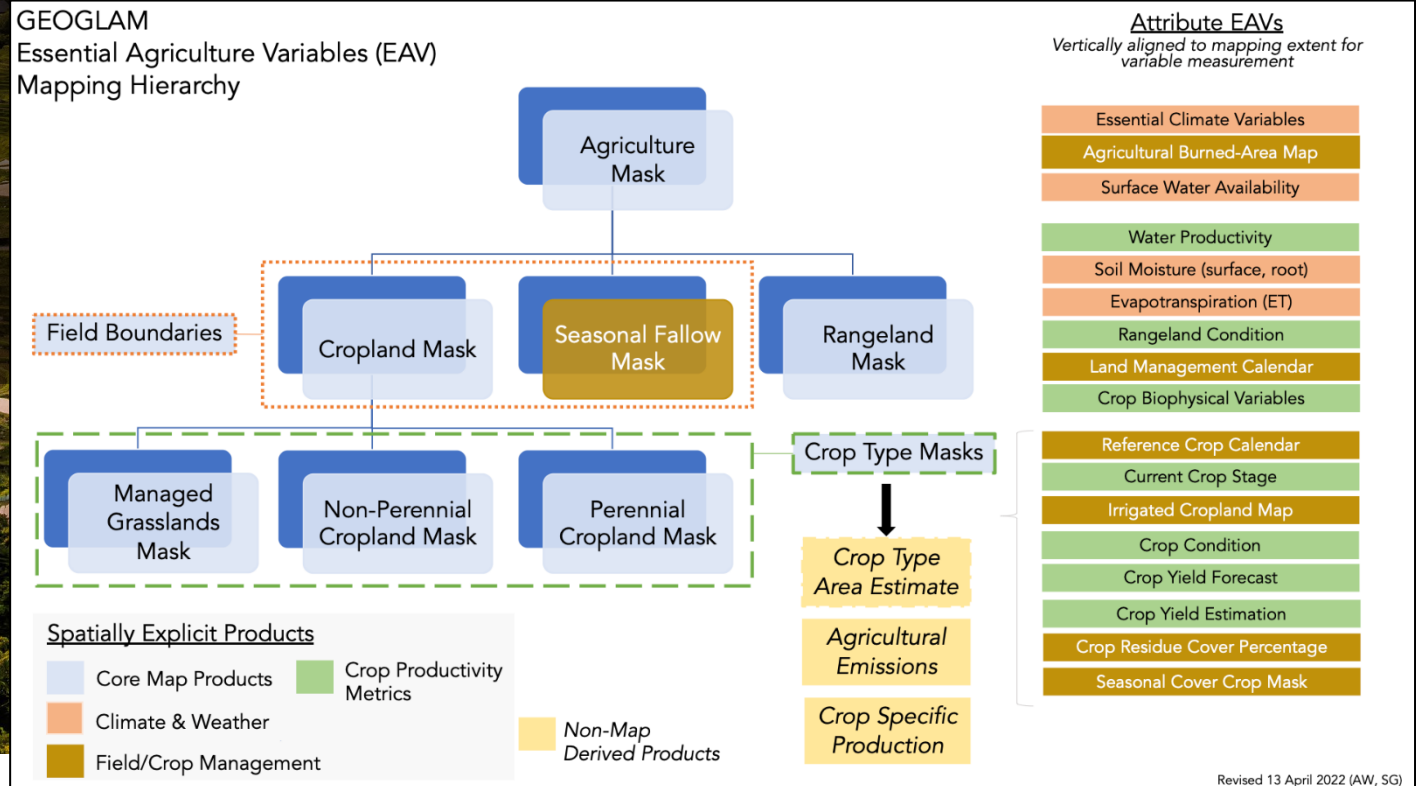 GEOGLAM
Essential Agriculture Variables (EAV)
Mapping Hierarchy
Attribute EAVs
Vertically aligned to mapping extent for
variable measurement
Agriculture
Mask
Field Boundaries
Cropland Mask
Seasonal Fallow
Mask
Rangeland
Mask
Managed
Grasslands
Mask
Non-Perennial
Cropland Mask
Perennial
Cropland Mask
Crop Type Masks
Crop Type
Area Estimate
Agricultural
Emissions
Crop Specific
Production
Essential Climate Variables
Agricultural Burned-Area Map
Surface Water Availability
Water Productivity
Soil Moisture (surface, root)
Evapotranspiration (ET)
Rangeland Condition
Land Management Calendar
Crop Biophysical Variables
Reference Crop Calendar
Current Crop Stage
Irrigated Cropland Map
Crop Condition
Crop Yield Forecast
Crop Yield Estimation
Crop Residue Cover Percentage
Seasonal Cover Crop Mask
Spatially Explicit Products
Core Map Products
Crop Productivity
Metrics
Climate & Weather
Field/Crop Management
Non-Map
Derived Products
Revised 13 April 2022 (AW, SG)